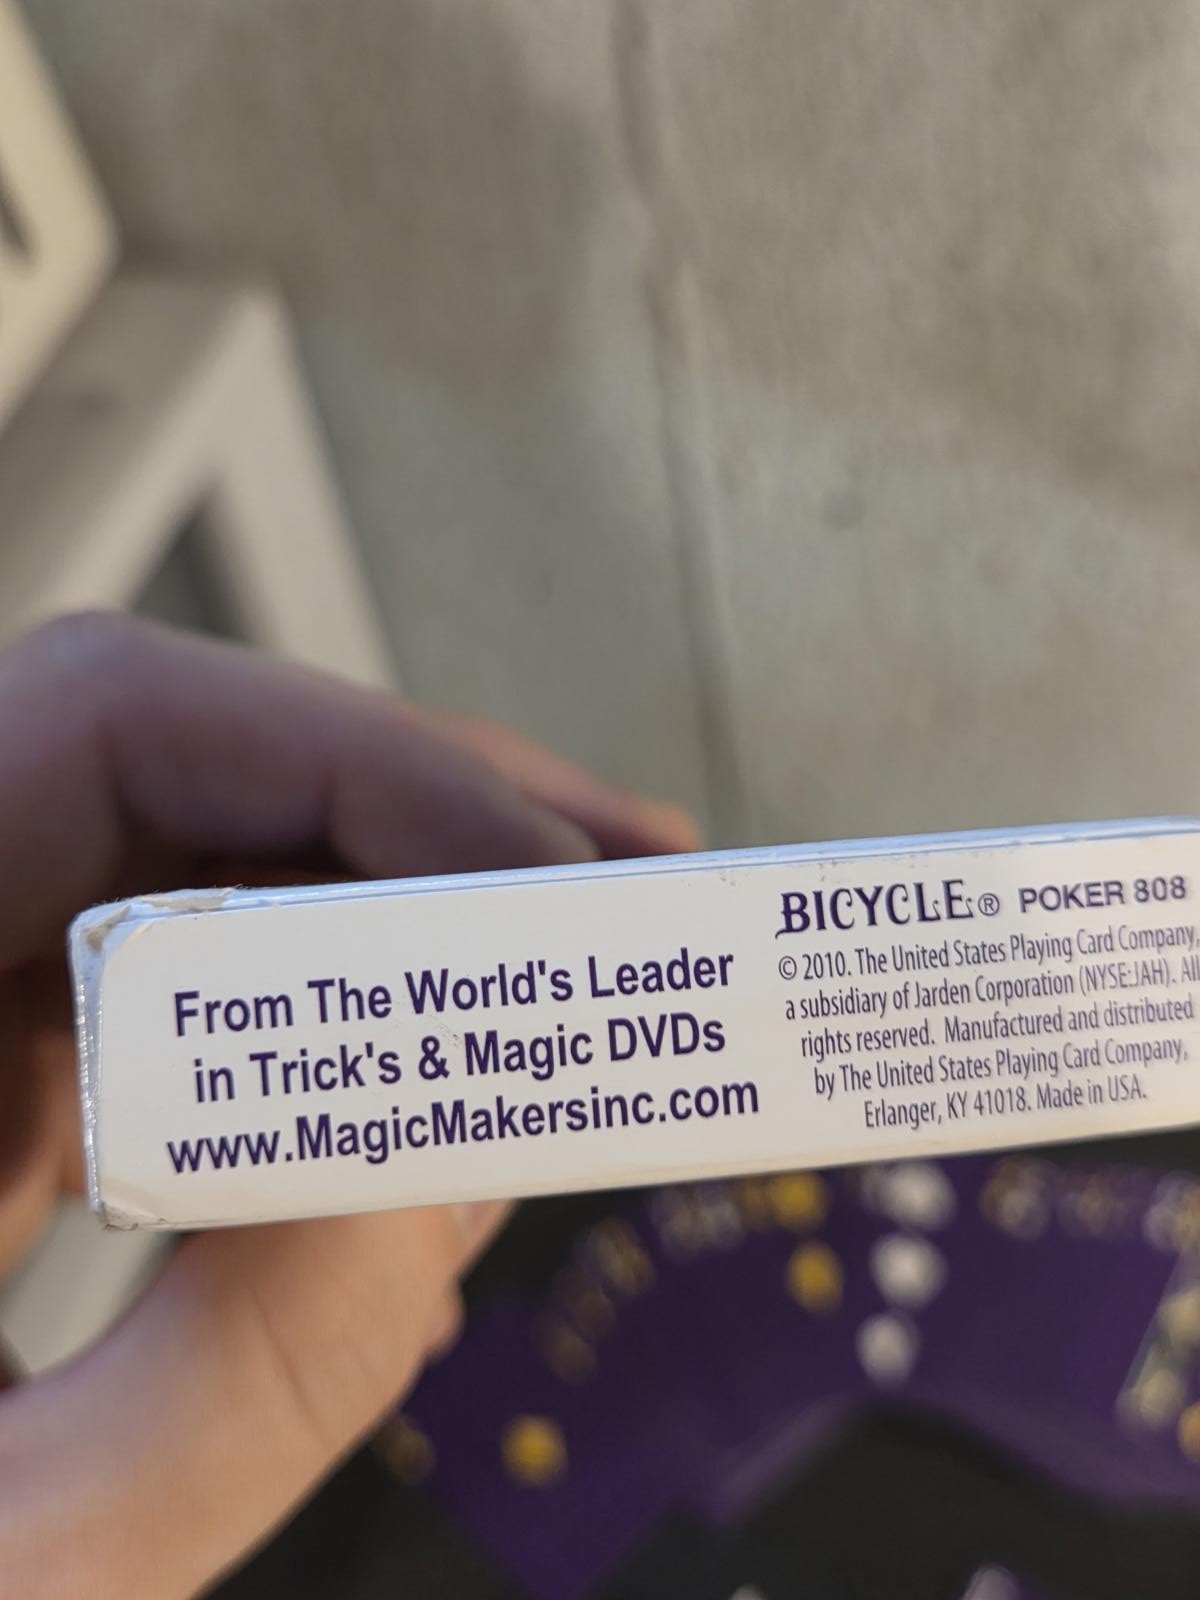 From The World's Leader
in Trick's & Magic DVDs
www.MagicMakersinc.com
BICYCLE® POKER 808
© 2010. The United States Playing Card Company,
a subsidiary of Jarden Corporation (NYSE:JAH). All
rights reserved. Manufactured and distributed
by The United States Playing Card Company,
Erlanger, KY 41018. Made in USA.